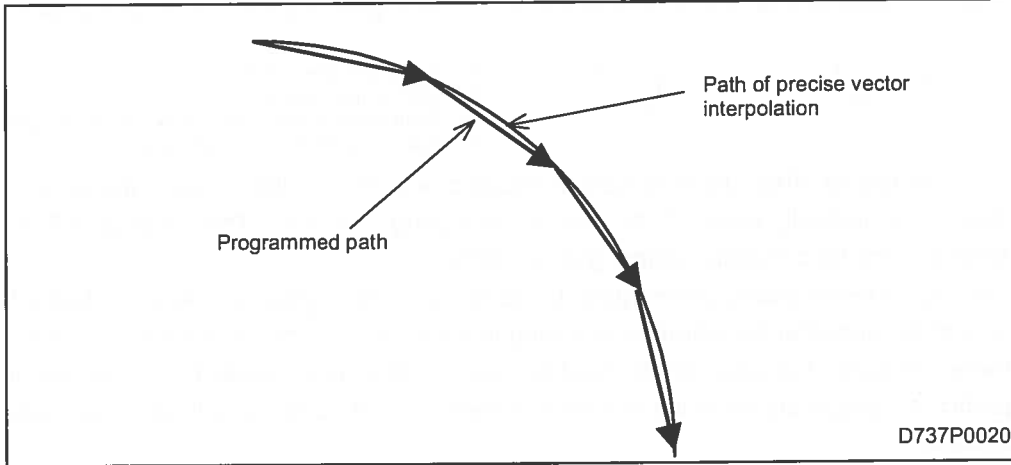 Path of precise vector
interpolation
Programmed path
D737P0020